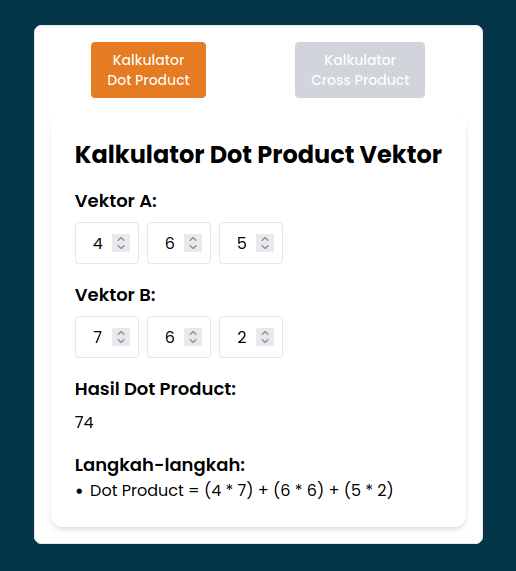 Kalkulator
Dot Product
Kalkulator
Cross Product
Kalkulator Dot Product Vektor
Vektor A:
4 6 5
Vektor B:
7 6 2
Hasil Dot Product:
74
Langkah-langkah:
• Dot Product = (4 * 7) + (6 * 6) + (5 * 2)